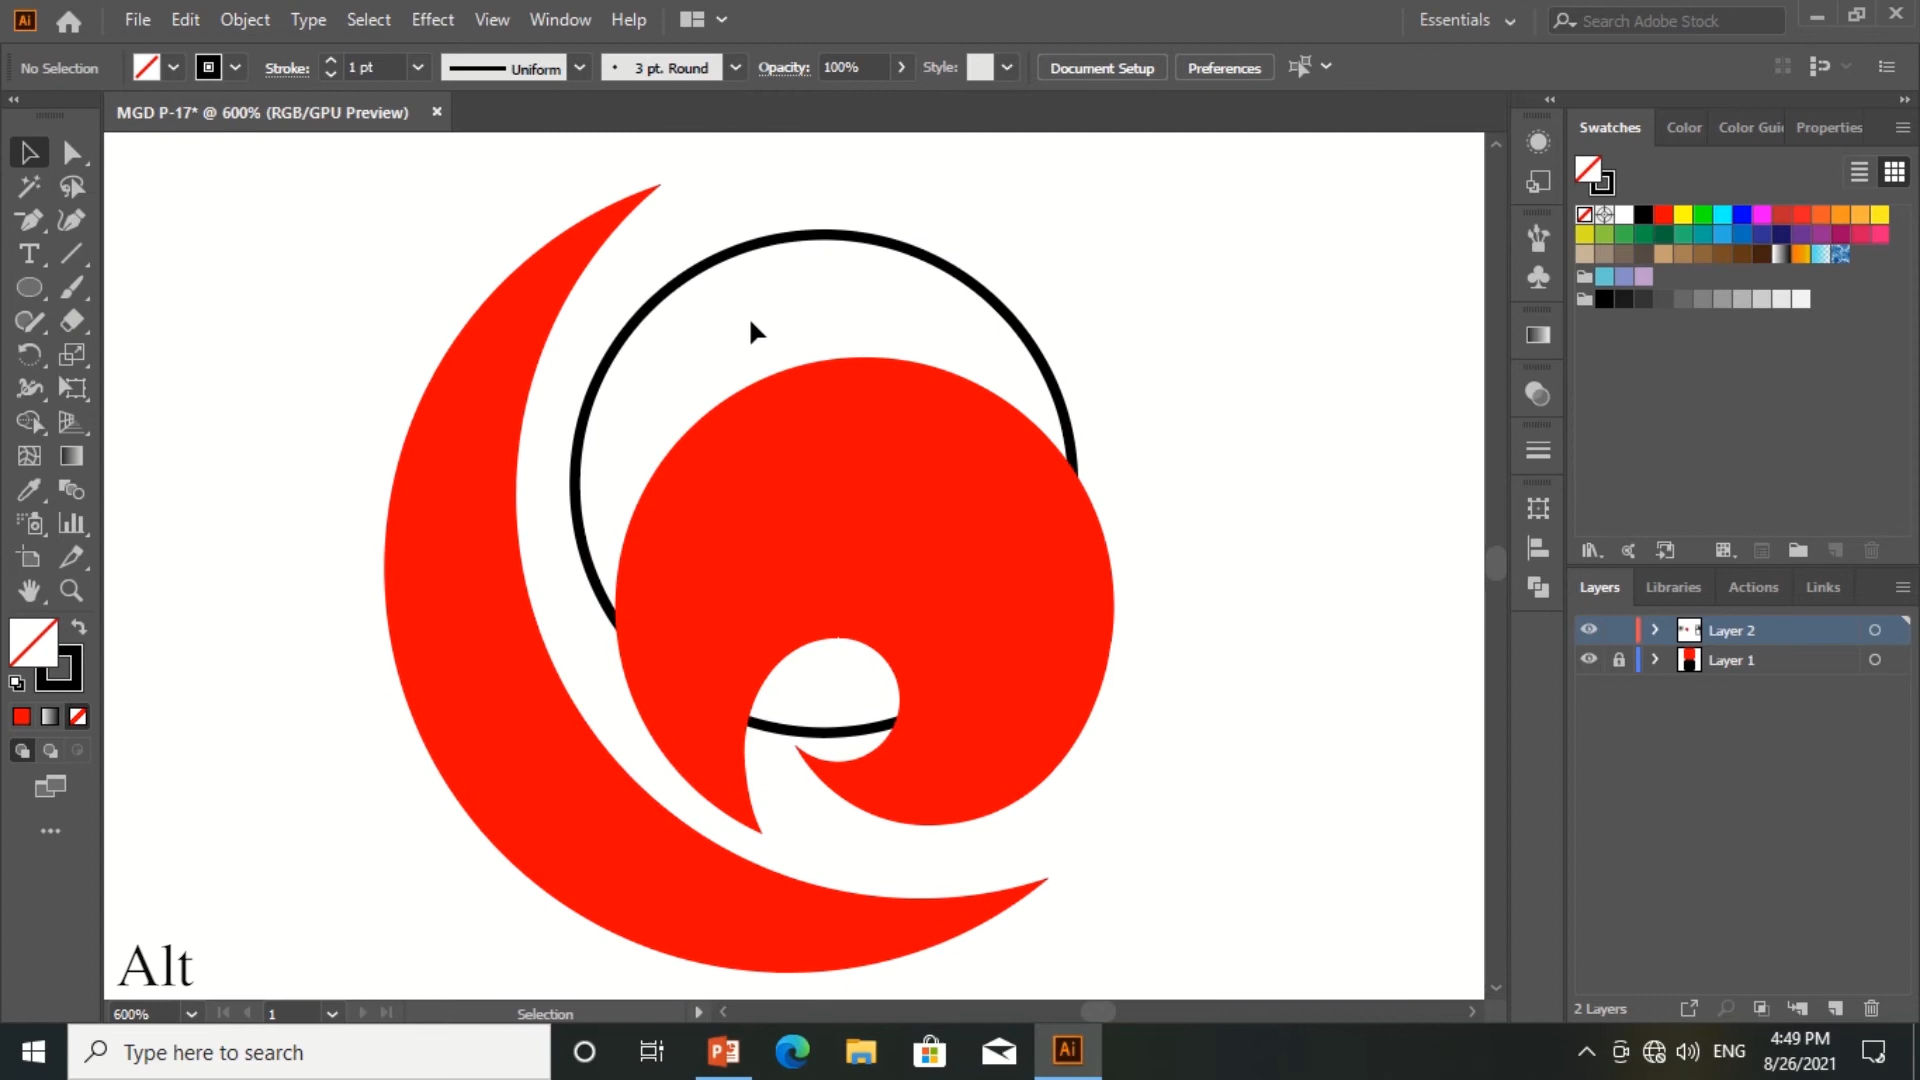 Ai File Edit Object Type Select Effect View Window Help Essentials Search Adobe Stock
No Selection Stroke: 1 pt Uniform 3 pt. Round Opacity: 100% Style: Document Setup Preferences
MGD P-17* @ 600% (RGB/GPU Preview) ×
Swatches Color Color Gui Properties
Layers Libraries Actions Links
Layer 2
Layer 1
Alt
2 Layers
600% 1 Selection
Type here to search
Ai
ENG
4:49 PM
8/26/2021